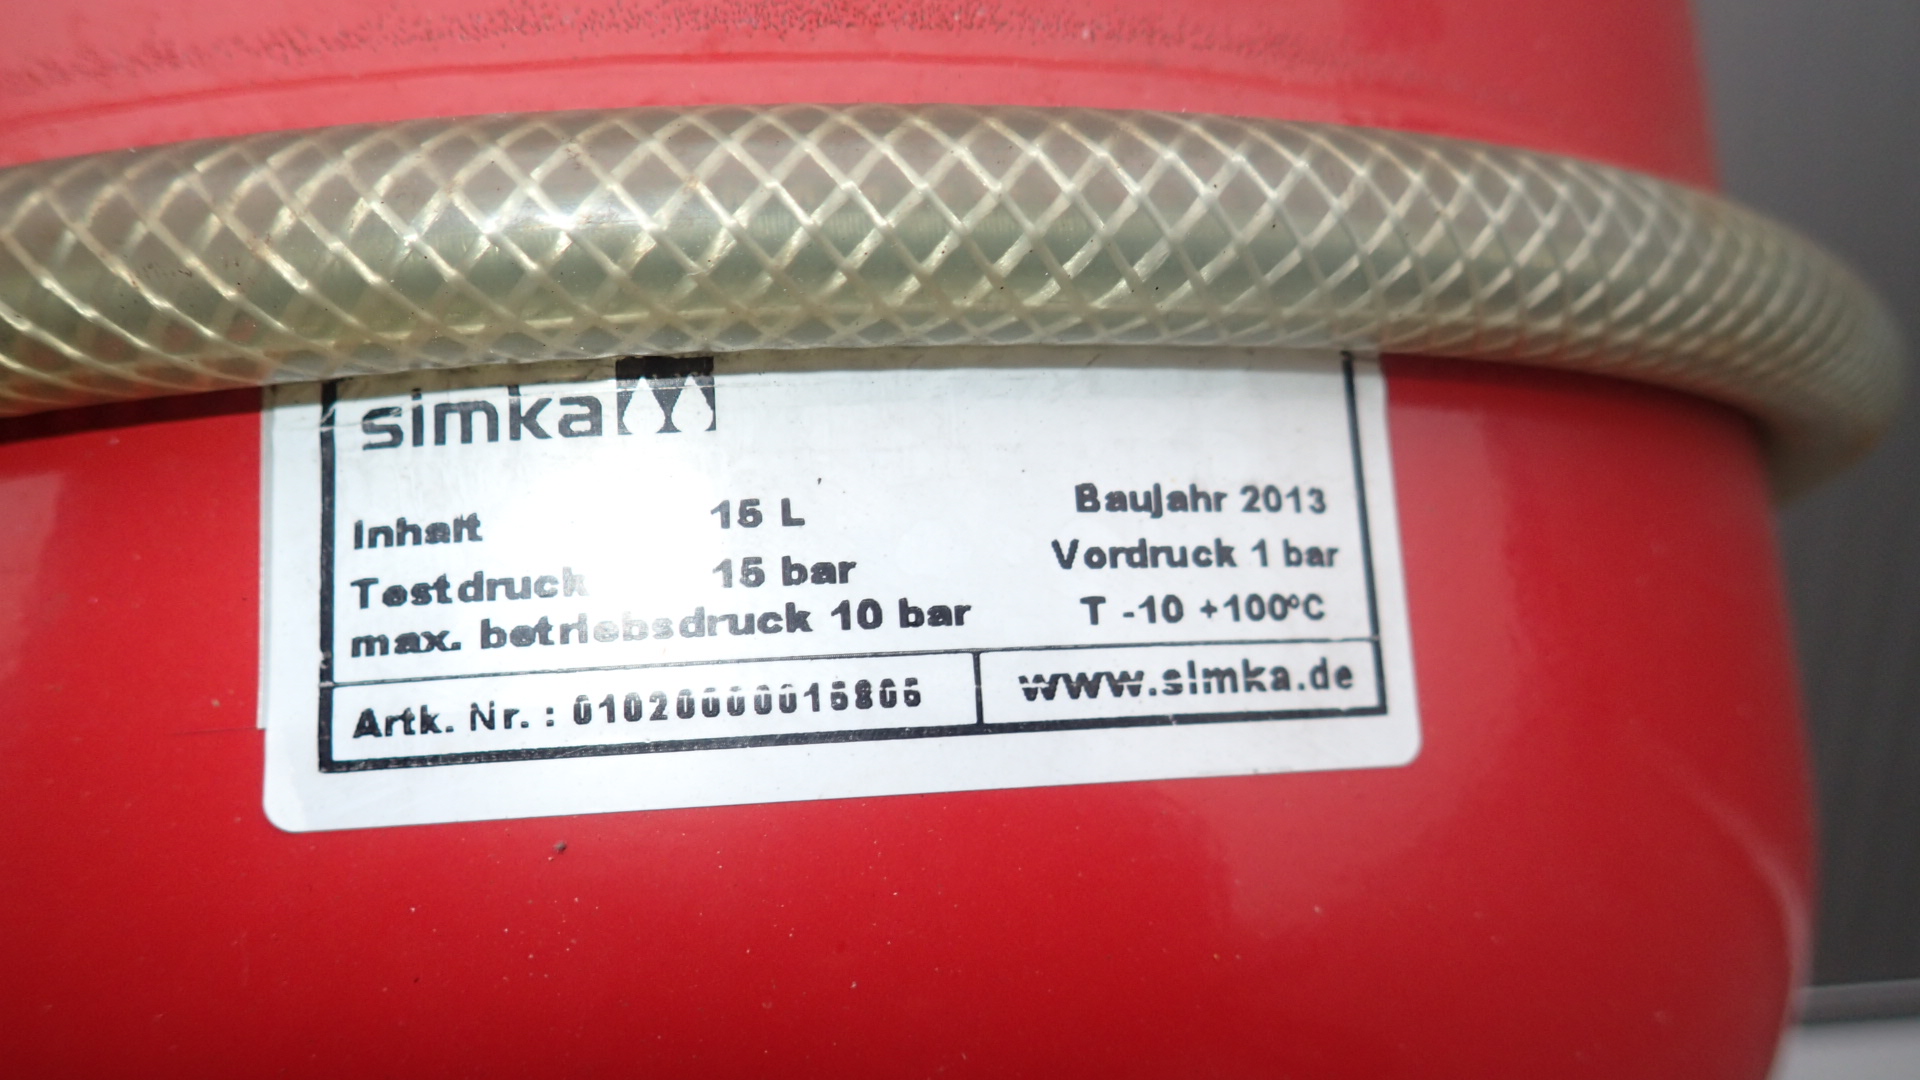 simka
Inhalt 15 L
Testdruck 15 bar
max. betriebsdruck 10 bar
Baujahr 2013
Vordruck 1 bar
T -10 +100°C
Artk. Nr. : 01020000015805
www.simka.de